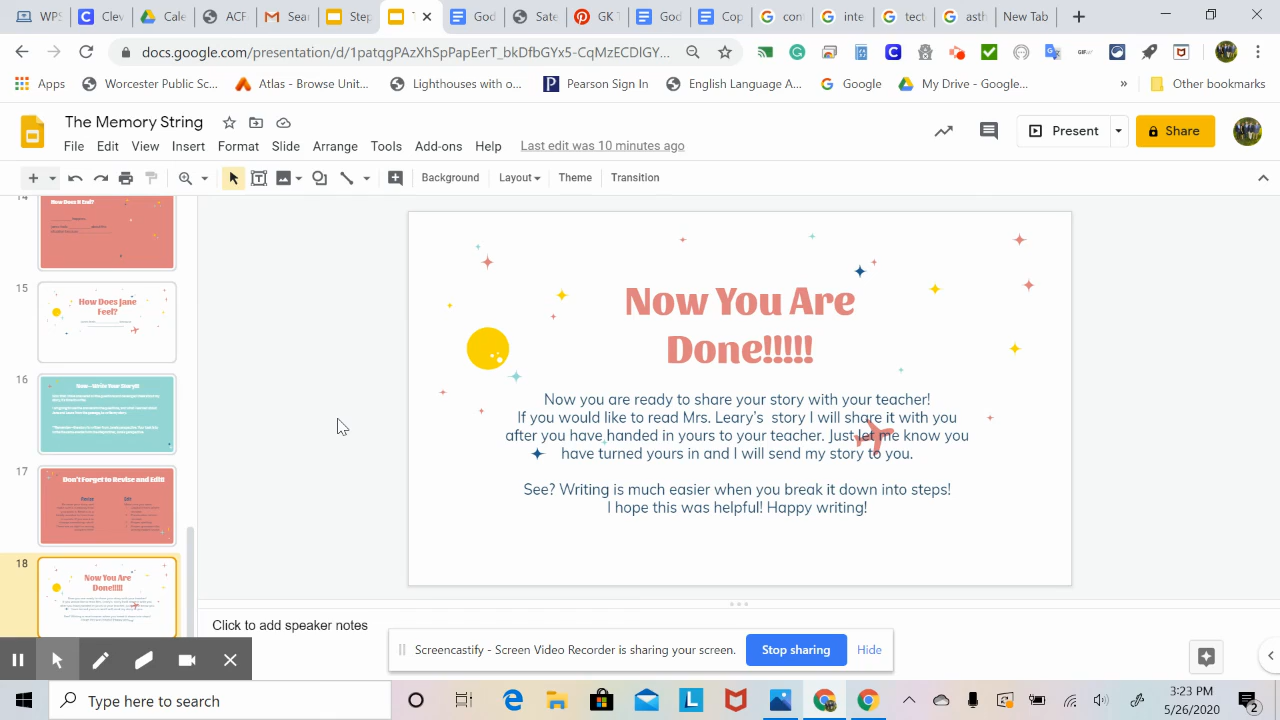 WPS
Cle
ACF
Sea
Step
God
Sate
GK T
God
Bib
Goo
inte
tech
asth
New Tab
docs.google.com/presentation/d/1patqgPAzXhSpPapEerT_bkDfbGYx5-CqMzECDlGY...
Apps
Worcester Public Sc...
Atlas - Browse Unit...
Lighthouses with o...
Pearson Sign In
English Language A...
Google
My Drive - Google...
»
Other bookmarks
The Memory String
File Edit View Insert Format Slide Arrange Tools Add-ons Help
Last edit was 10 minutes ago
Present
Share
Background Layout Theme Transition
14
How Does It End?
15
How Does Jane
Feel?
16
Now - Write Your Story!!!
17
Don't Forget to Revise and Edit!
Revise
Edit
18
Now You Are
Done!!!!!
Now You Are
Done!!!!!
Now you are ready to share your story with your teacher!
If you would like to read Mrs. Leary's story I will share it with you
after you have handed in yours to your teacher. Just let me know you
have turned yours in and I will send my story to you.
See? Writing is much easier when you break it down into steps!
I hope this was helpful! Happy writing!
Click to add speaker notes
Screencastify - Screen Video Recorder is sharing your screen.
Stop sharing
Hide
Type here to search
3:23 PM
5/26/2020
2